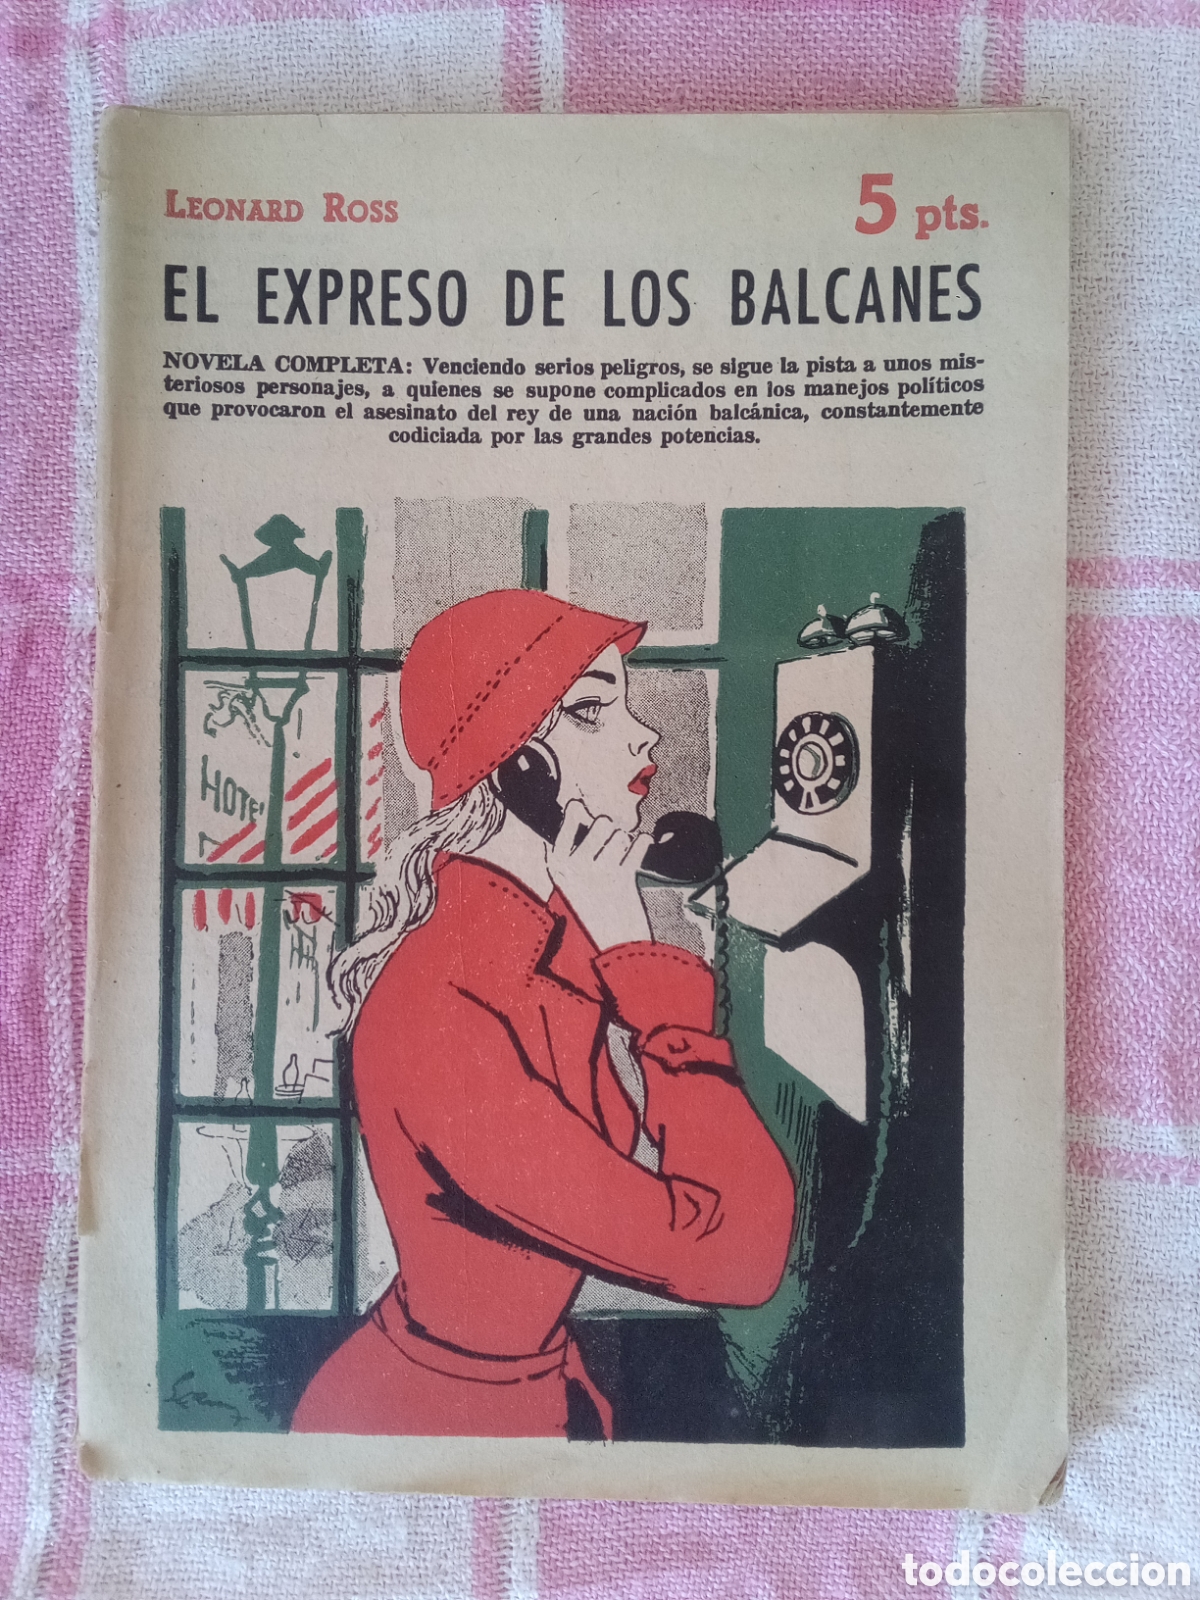 LEONARD ROSS
5 pts.
EL EXPRESO DE LOS BALCANES
NOVELA COMPLETA: Venciendo serios peligros, se sigue la pista a unos mis-
teriosos personajes, a quienes se supone complicados en los manejos políticos
que provocaron el asesinato del rey de una nación balcánica, constantemente
codiciada por las grandes potencias.
HOTEL
todocoleccion